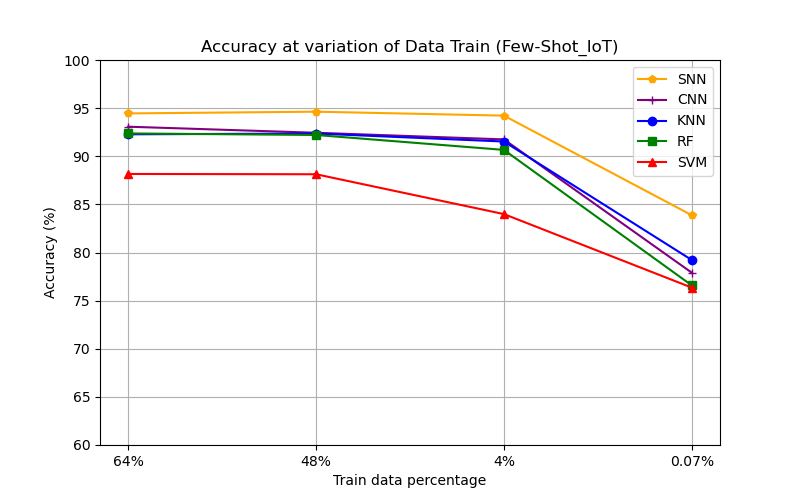 Accuracy at variation of Data Train (Few-Shot_IoT)
100
95
90
85
80
75
70
65
60
Accuracy (%)
SNN
CNN
KNN
RF
SVM
64% 48% 4% 0.07%
Train data percentage